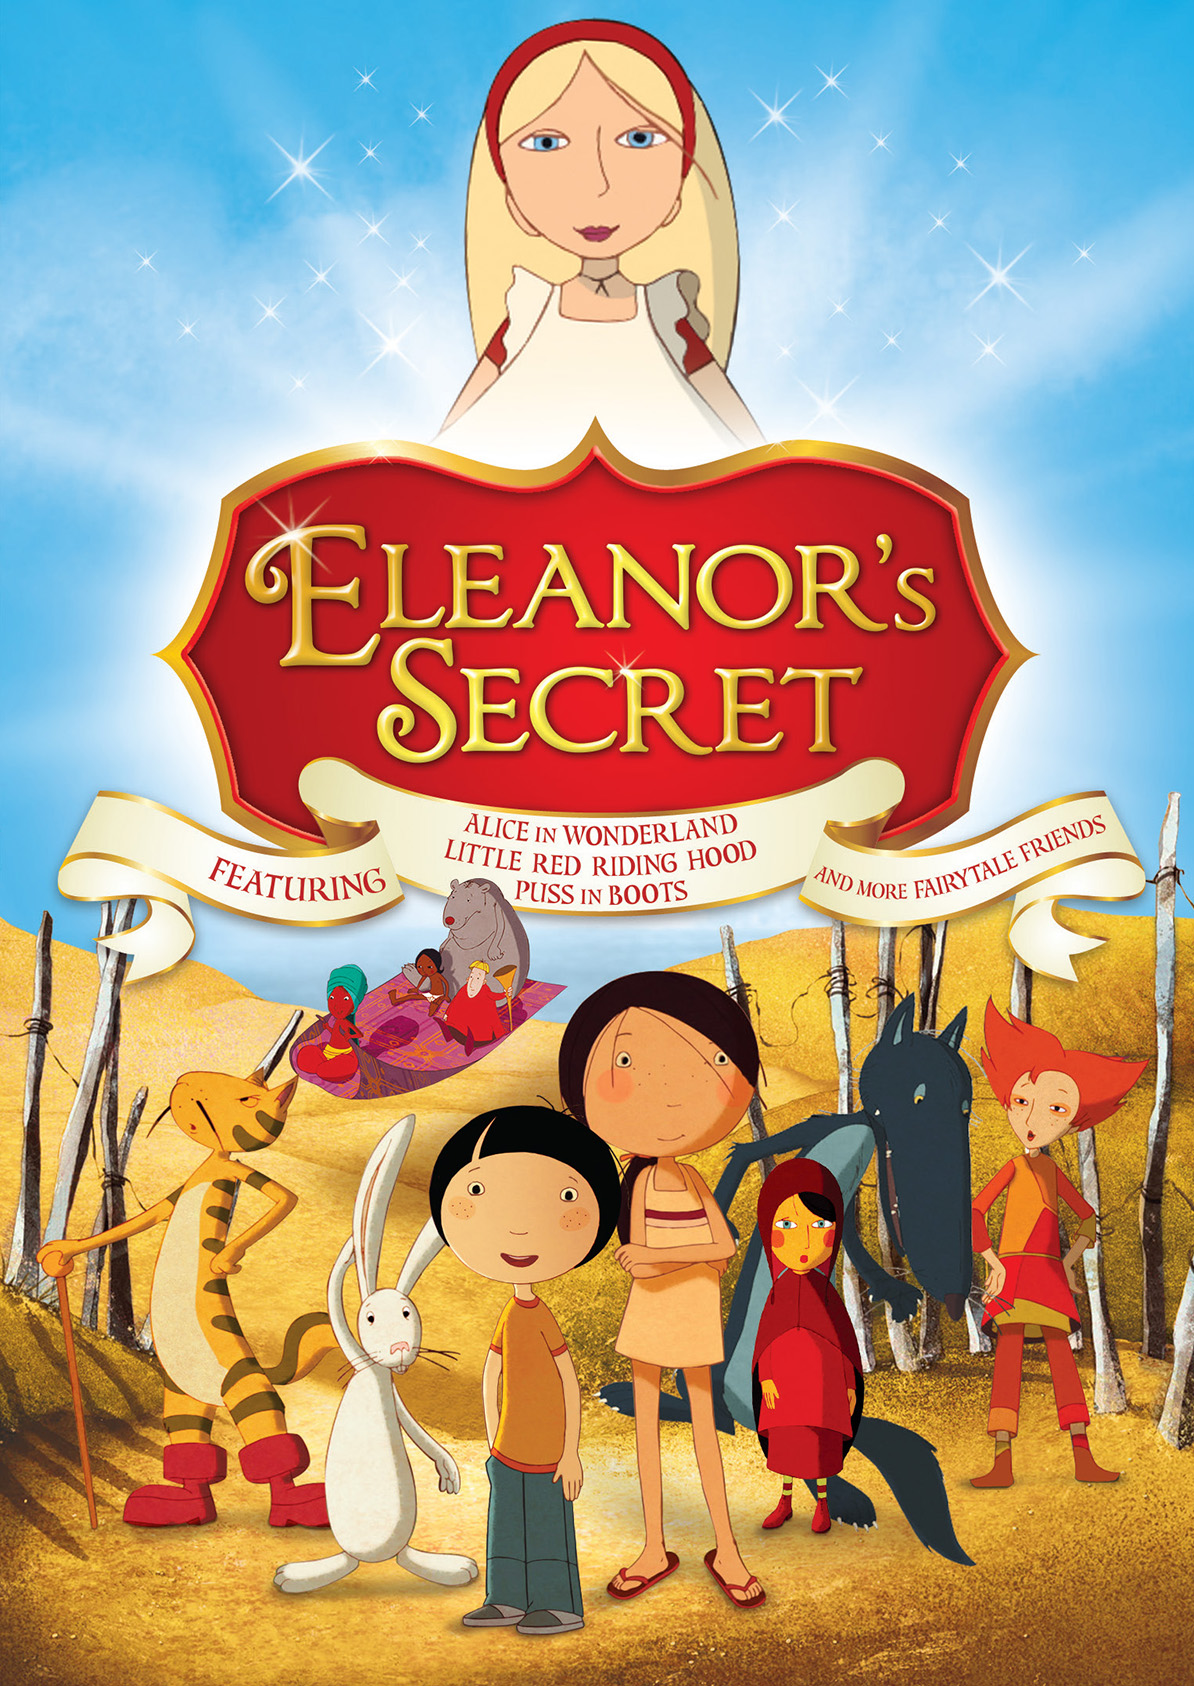 ELEANOR'S
SECRET
FEATURING
ALICE IN WONDERLAND
LITTLE RED RIDING HOOD
PUSS IN BOOTS
AND MORE FAIRYTALE FRIENDS